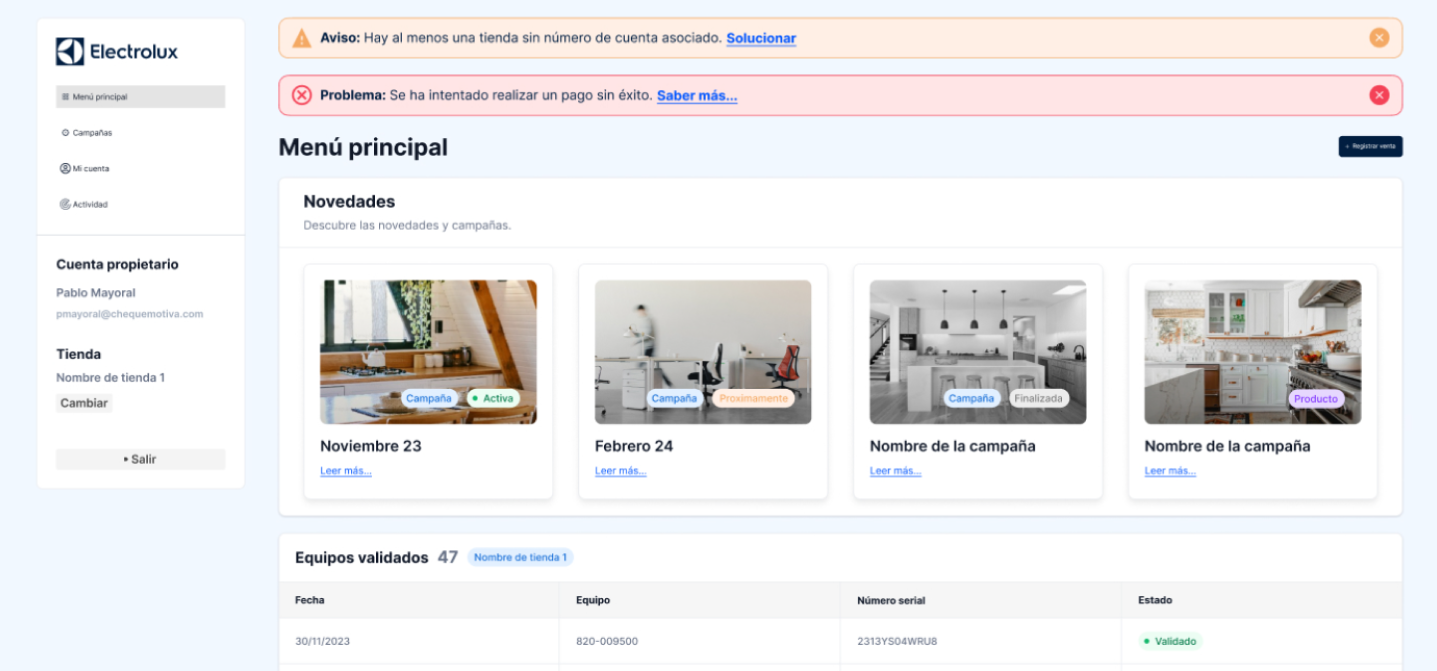 Electrolux
Menú principal
Campañas
Mi cuenta
Actividad
Cuenta propietario
Pablo Mayoral
pmayoral@chequemotiva.com
Tienda
Nombre de tienda 1
Cambiar
Salir
Aviso: Hay al menos una tienda sin número de cuenta asociado. Solucionar
Problema: Se ha intentado realizar un pago sin éxito. Saber más...
Menú principal
+ Registrar venta
Novedades
Descubre las novedades y campañas.
Campaña
Activa
Noviembre 23
Leer más...
Campaña
Proximamente
Febrero 24
Leer más...
Campaña
Finalizada
Nombre de la campaña
Leer más...
Producto
Nombre de la campaña
Leer más...
Equipos validados 47 Nombre de tienda 1
Fecha Equipo Número serial Estado
30/11/2023 820-009500 2313YS04WRU8 Validado